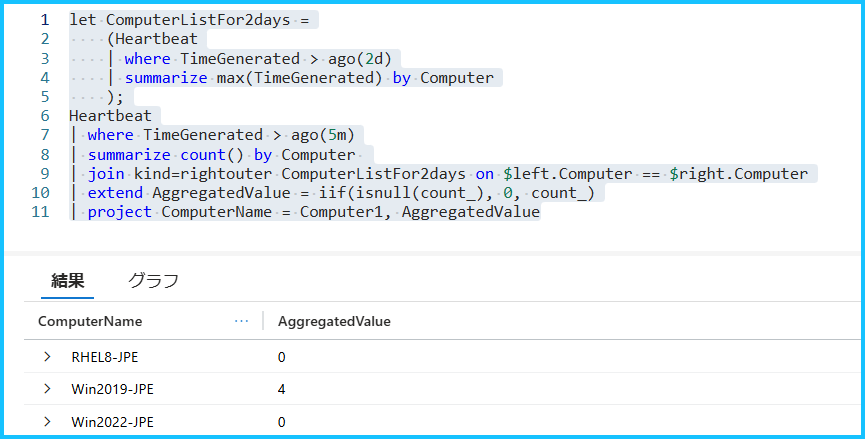 1 let ComputerListFor2days =
2 (Heartbeat
3 | where TimeGenerated > ago(2d)
4 | summarize max(TimeGenerated) by Computer
5 );
6 Heartbeat
7 | where TimeGenerated > ago(5m)
8 | summarize count() by Computer
9 | join kind=rightouter ComputerListFor2days on $left.Computer == $right.Computer
10 | extend AggregatedValue = iif(isnull(count_), 0, count_)
11 | project ComputerName = Computer1, AggregatedValue
結果 グラフ
ComputerName ... AggregatedValue
> RHEL8-JPE 0
> Win2019-JPE 4
> Win2022-JPE 0